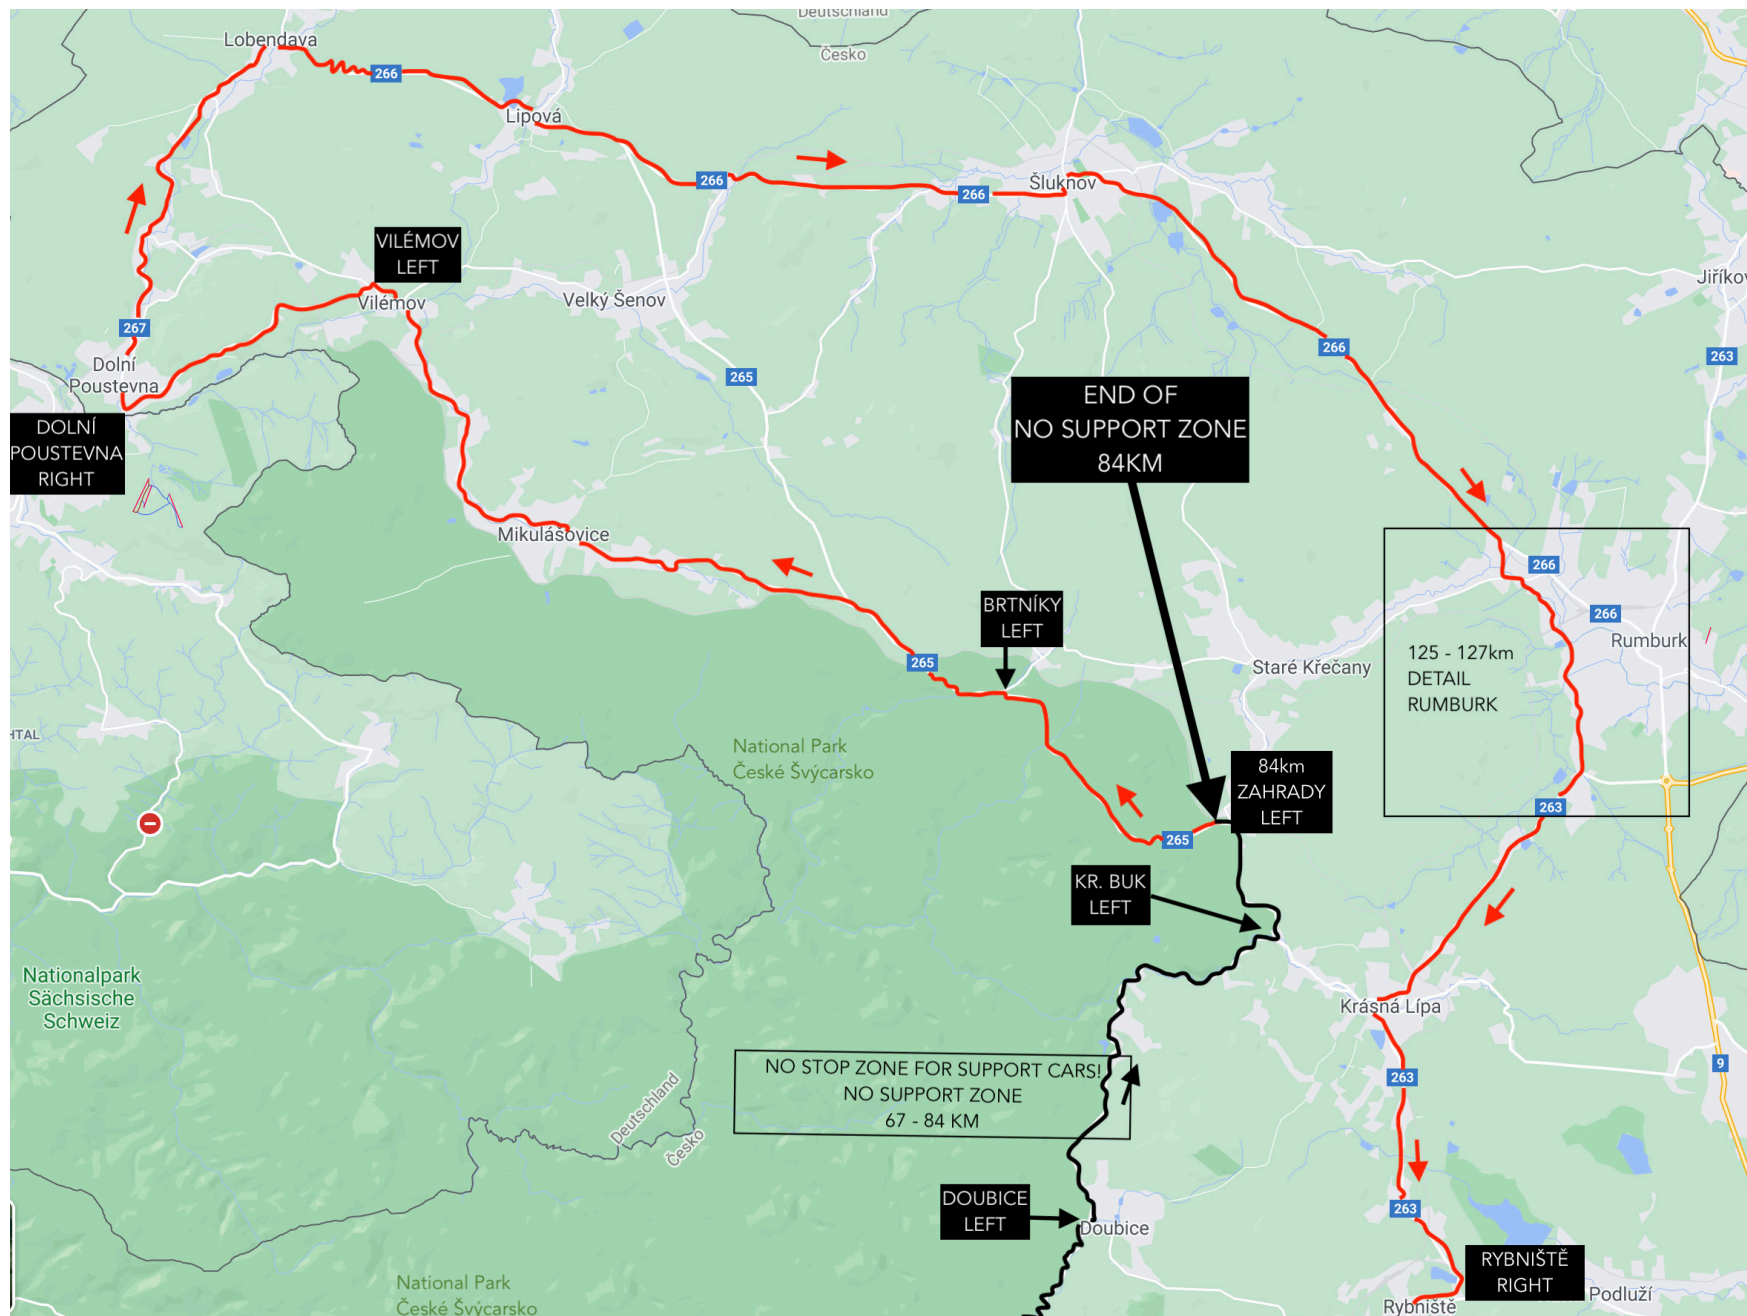 Deutschland
Česko
Lobendava
266
Lipová
266
266
Šluknov
VILÉMOV
LEFT
Vilémov
Velký Šenov
Jiříkov
267
Dolní
Poustevna
266
263
265
DOLNÍ
POUSTEVNA
RIGHT
END OF
NO SUPPORT ZONE
84KM
Mikulášovice
266
266
Rumburk
BRTNÍKY
LEFT
265
Staré Křečany
125 - 127km
DETAIL
RUMBURK
HTAL
National Park
České Švýcarsko
84km
ZAHRADY
LEFT
265
263
KR. BUK
LEFT
Nationalpark
Sächsische
Schweiz
Krásná Lípa
NO STOP ZONE FOR SUPPORT CARS!
NO SUPPORT ZONE
67 - 84 KM
263
9
Deutschland
Česko
DOUBICE
LEFT
Doubice
263
RYBNIŠTĚ
RIGHT
National Park
České Švýcarsko
Podluží
Rybniště